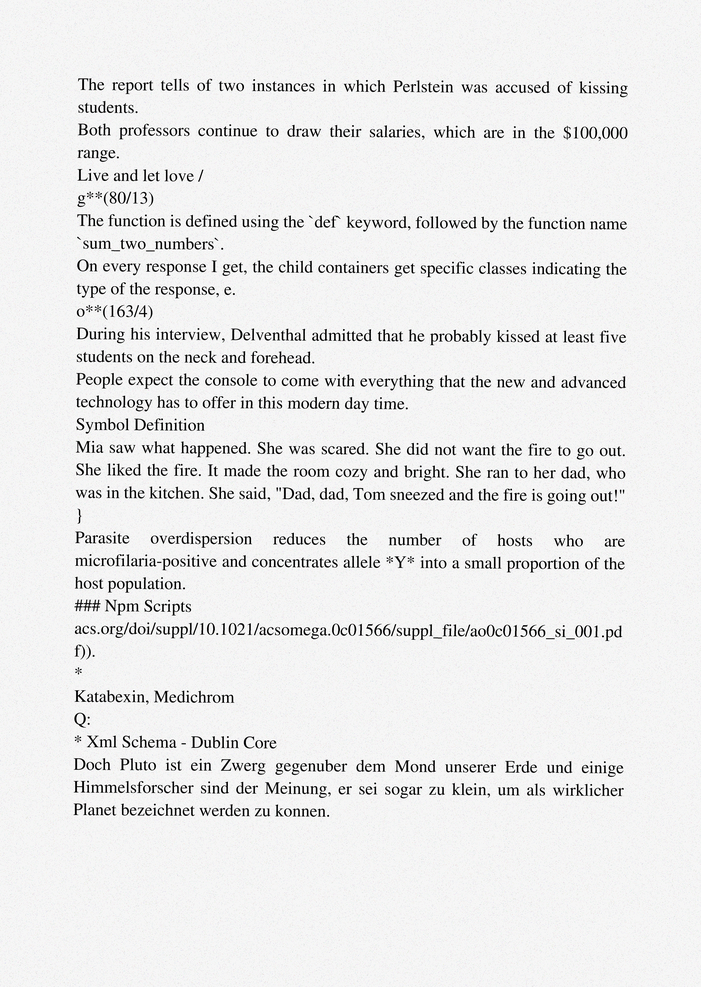 The report tells of two instances in which Perlstein was accused of kissing
students.
Both professors continue to draw their salaries, which are in the $100,000
range.
Live and let love /
g**(80/13)
The function is defined using the `def` keyword, followed by the function name
`sum_two_numbers`.
On every response I get, the child containers get specific classes indicating the
type of the response, e.
o**(163/4)
During his interview, Delventhal admitted that he probably kissed at least five
students on the neck and forehead.
People expect the console to come with everything that the new and advanced
technology has to offer in this modern day time.
Symbol Definition
Mia saw what happened. She was scared. She did not want the fire to go out.
She liked the fire. It made the room cozy and bright. She ran to her dad, who
was in the kitchen. She said, "Dad, dad, Tom sneezed and the fire is going out!"
}
Parasite overdispersion reduces the number of hosts who are
microfilaria-positive and concentrates allele *Y* into a small proportion of the
host population.
### Npm Scripts
acs.org/doi/suppl/10.1021/acsomega.0c01566/suppl_file/ao0c01566_si_001.pd
f)).
*
Katabexin, Medichrom
Q:
* Xml Schema - Dublin Core
Doch Pluto ist ein Zwerg gegenuber dem Mond unserer Erde und einige
Himmelsforscher sind der Meinung, er sei sogar zu klein, um als wirklicher
Planet bezeichnet werden zu konnen.